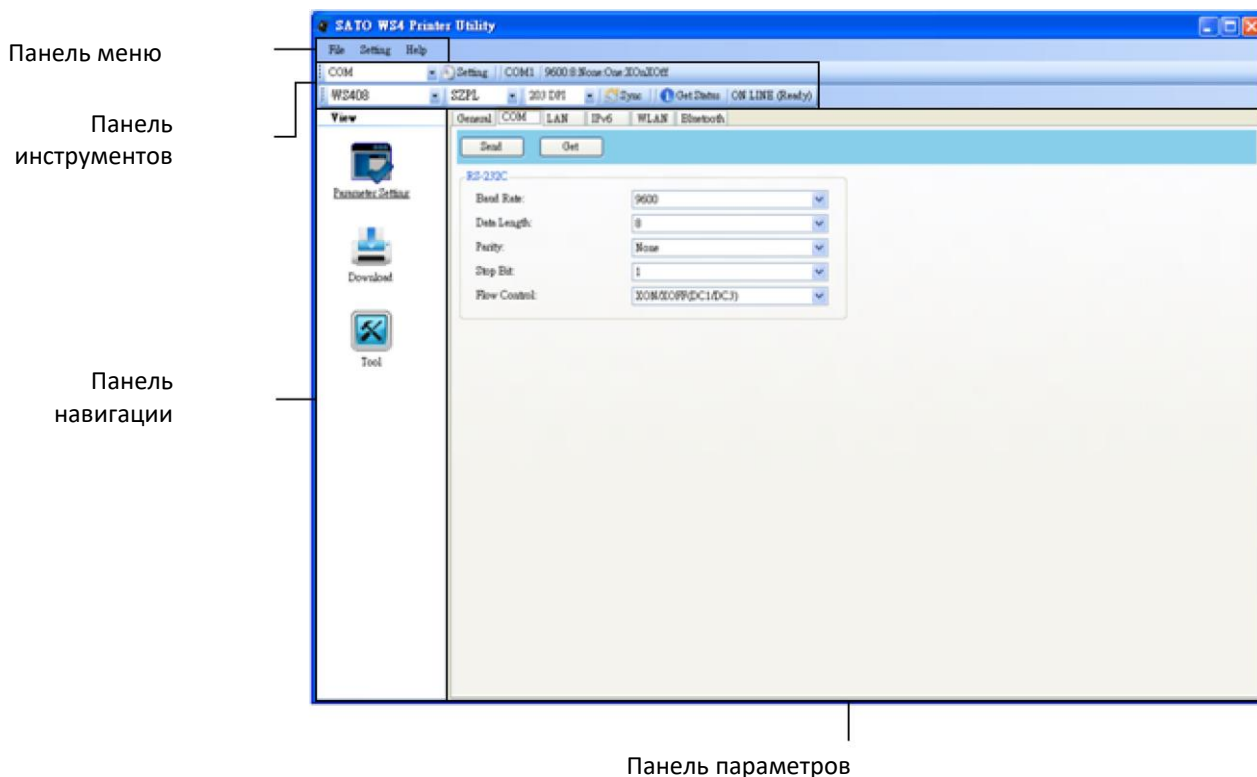 SATO WS4 Printer Utility
Панель меню
File Setting Help
COM Setting COM1 9600:8:None:One:XOnXOff
WS408 SZPL 203 DPI Sync Get Status ON LINE (Ready)
Панель
инструментов
View
General COM LAN IPv6 WLAN Bluetooth
Send Get
RS-232C
Parameter Setting
Baud Rate: 9600
Data Length: 8
Parity: None
Stop Bit: 1
Flow Control: XON/XOFF(DC1/DC3)
Download
Tool
Панель
навигации
Панель параметров